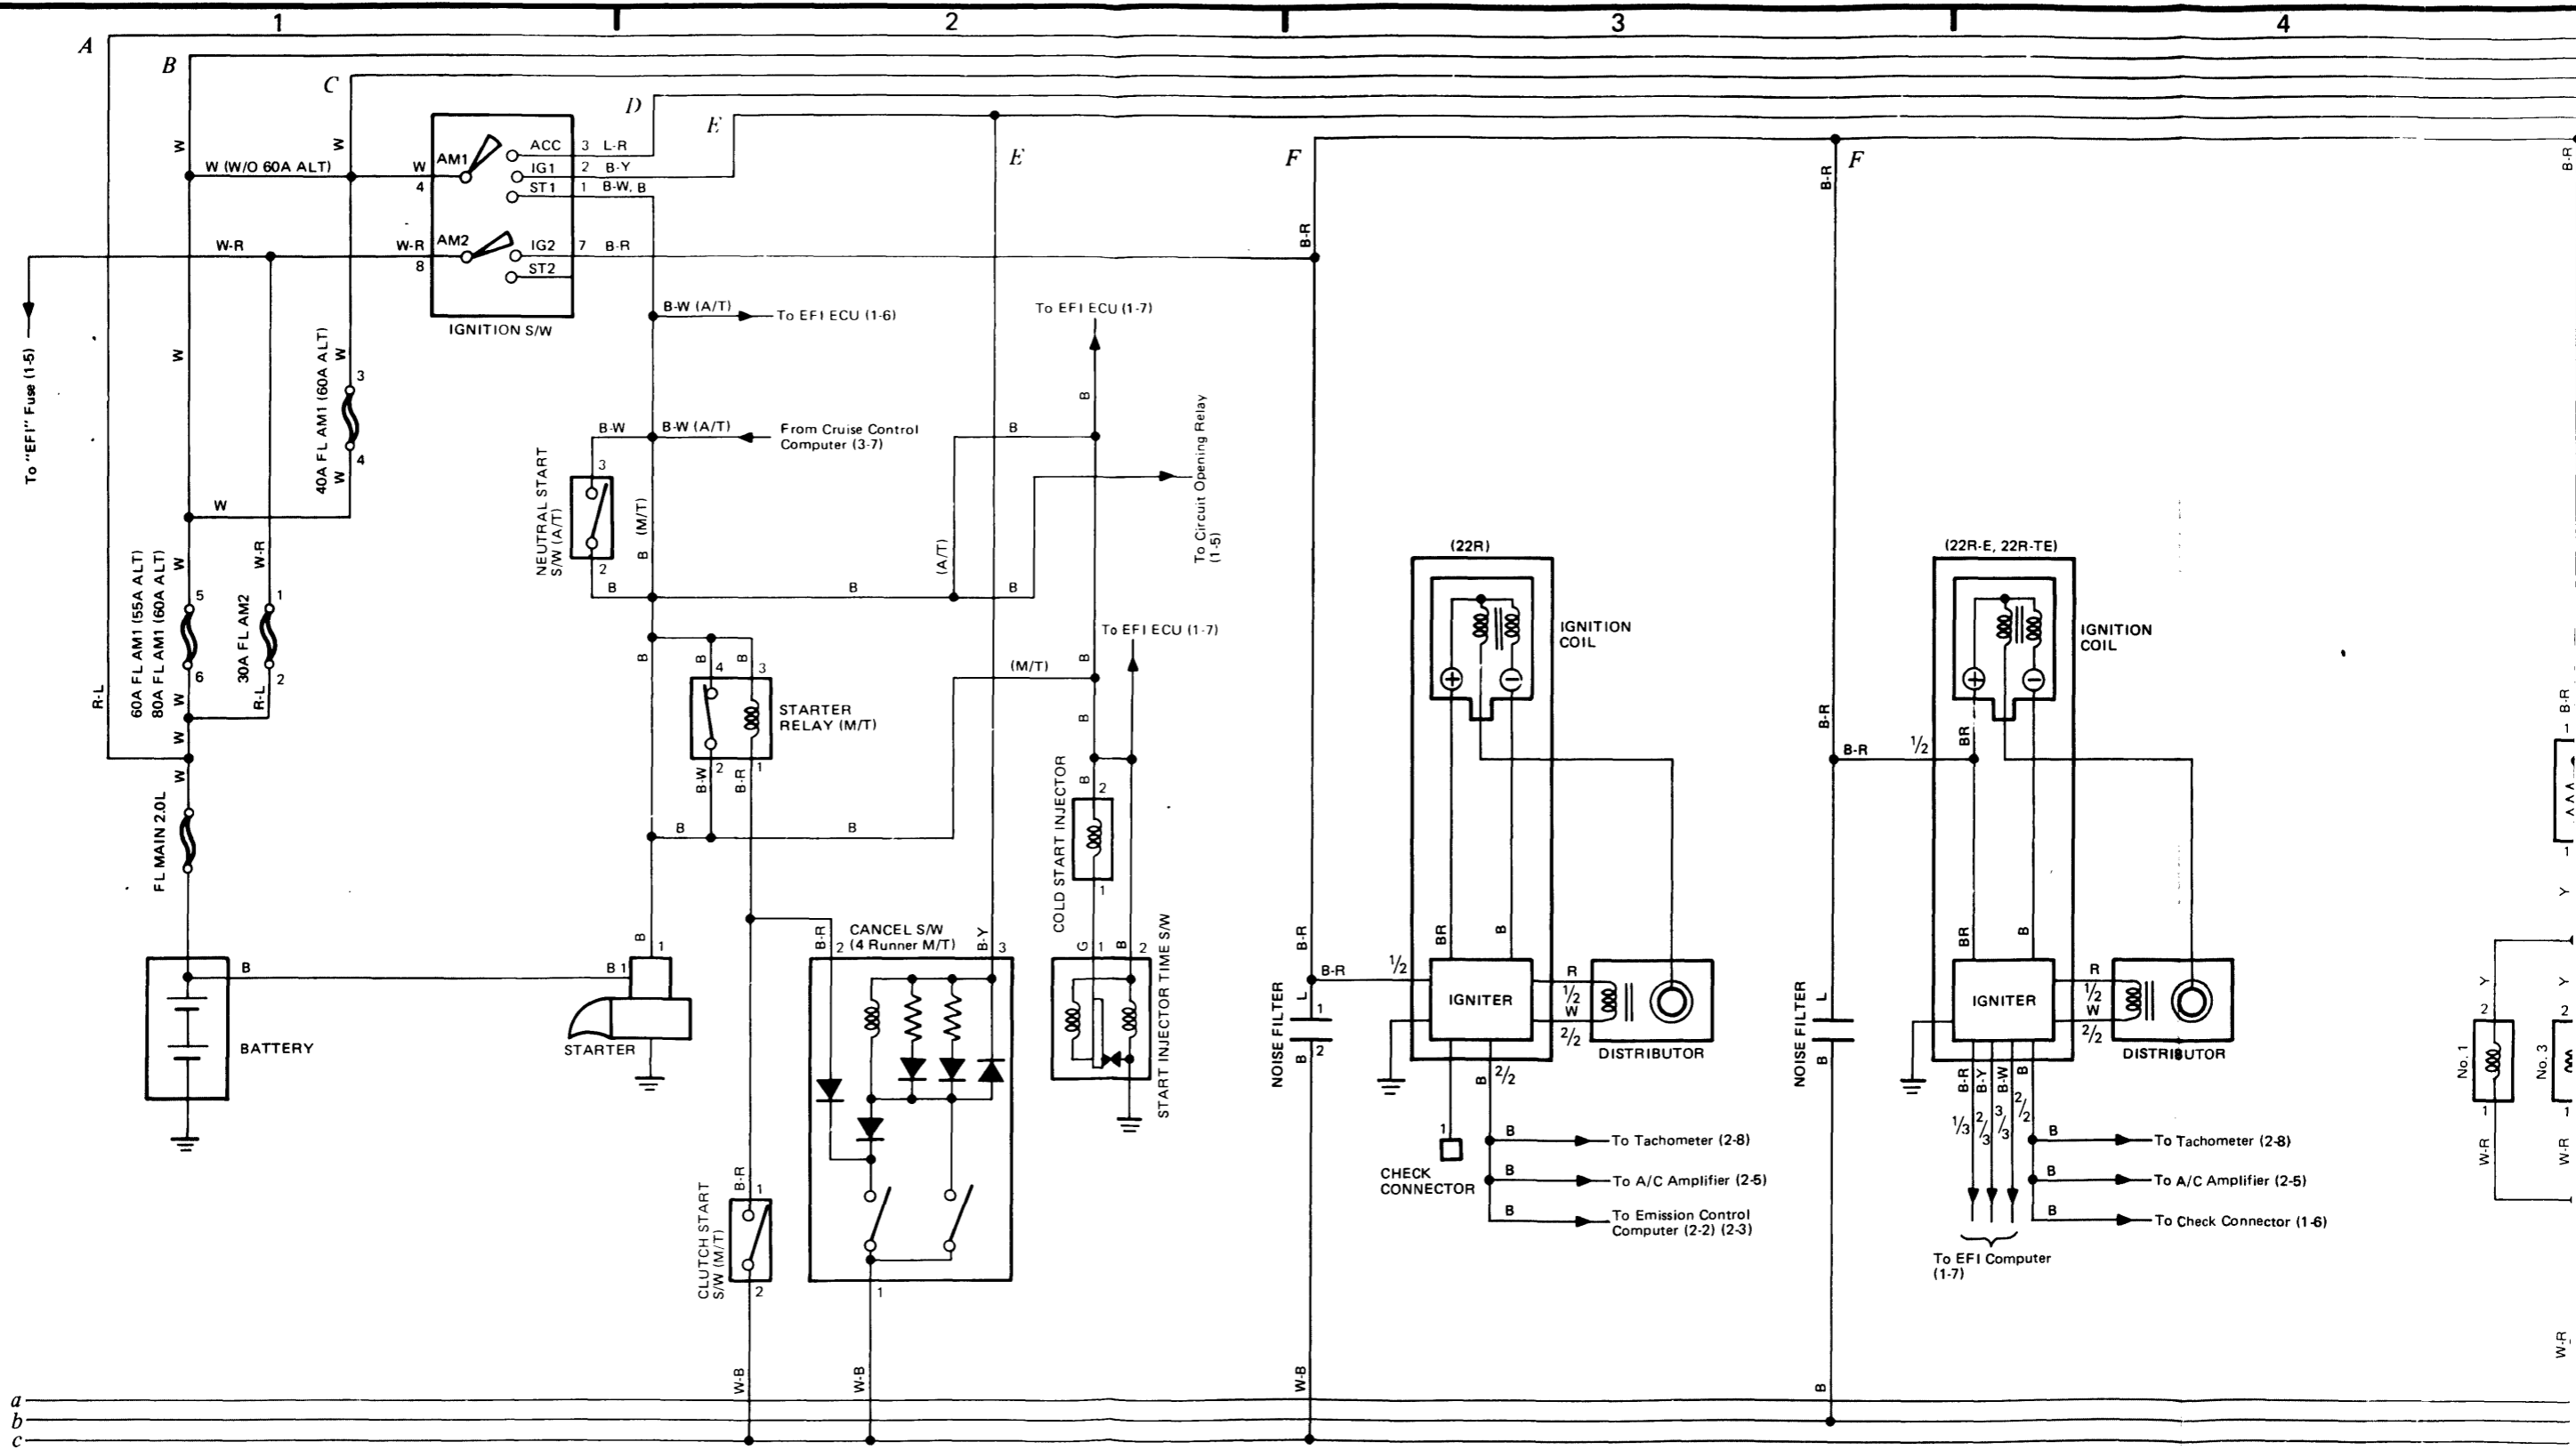 1
2
3
4
A
B
C
D
E
E
F
F
W
W
W (W/O 60A ALT)
W
4
AM1
ACC
3
L-R
IG1
2
B-Y
ST1
1
B-W, B
W-R
W-R
8
AM2
IG2
7
B-R
ST2
IGNITION S/W
B-R
B-R
B-R
To "EFI" Fuse (1-5)
W
W
40A FL AM1 (60A ALT)
3
4
W
W
B-W (A/T)
To EFI ECU (1-6)
To EFI ECU (1-7)
B
B-W
B-W (A/T)
From Cruise Control
Computer (3-7)
B
To Circuit Opening Relay
(1-5)
NEUTRAL START
S/W (A/T)
3
2
(M/T)
B
B
B
(A/T)
B
60A FL AM1 (55A ALT)
80A FL AM1 (60A ALT)
W
5
6
W
W-R
30A FL AM2
1
2
R-L
R-L
W
W
FL MAIN 2.0L
B
B
4
B
3
STARTER
RELAY (M/T)
B-W
2
B-R
1
B
B
(M/T)
B
B
To EFI ECU (1-7)
B
2
COLD START INJECTOR
1
G
1
B
2
START INJECTOR TIME S/W
B
BATTERY
B
1
B 1
STARTER
CANCEL S/W
(4 Runner M/T)
B-R
2
B-Y
3
1
B-R
1
CLUTCH START
S/W (M/T)
2
W-B
W-B
(22R)
IGNITION
COIL
B-R
B-R
1/2
BR
B
IGNITER
R
1/2
W
2/2
DISTRIBUTOR
NOISE FILTER
L
1
B
2
B
2/2
1
CHECK
CONNECTOR
B
To Tachometer (2-8)
B
To A/C Amplifier (2-5)
B
To Emission Control
Computer (2-2) (2-3)
W-B
(22R-E, 22R-TE)
IGNITION
COIL
B-R
B-R
1/2
BR
BR
B
IGNITER
R
1/2
W
2/2
DISTRIBUTOR
NOISE FILTER
L
B
B-R
B-Y
B-W
B
1/3
2/3
3/3
2/2
B
To Tachometer (2-8)
B
To A/C Amplifier (2-5)
B
To Check Connector (1-6)
To EFI Computer
(1-7)
B
B-R
1
1
Y
Y
2
No. 1
1
W-R
Y
2
No. 3
1
W-R
W-R
a
b
c